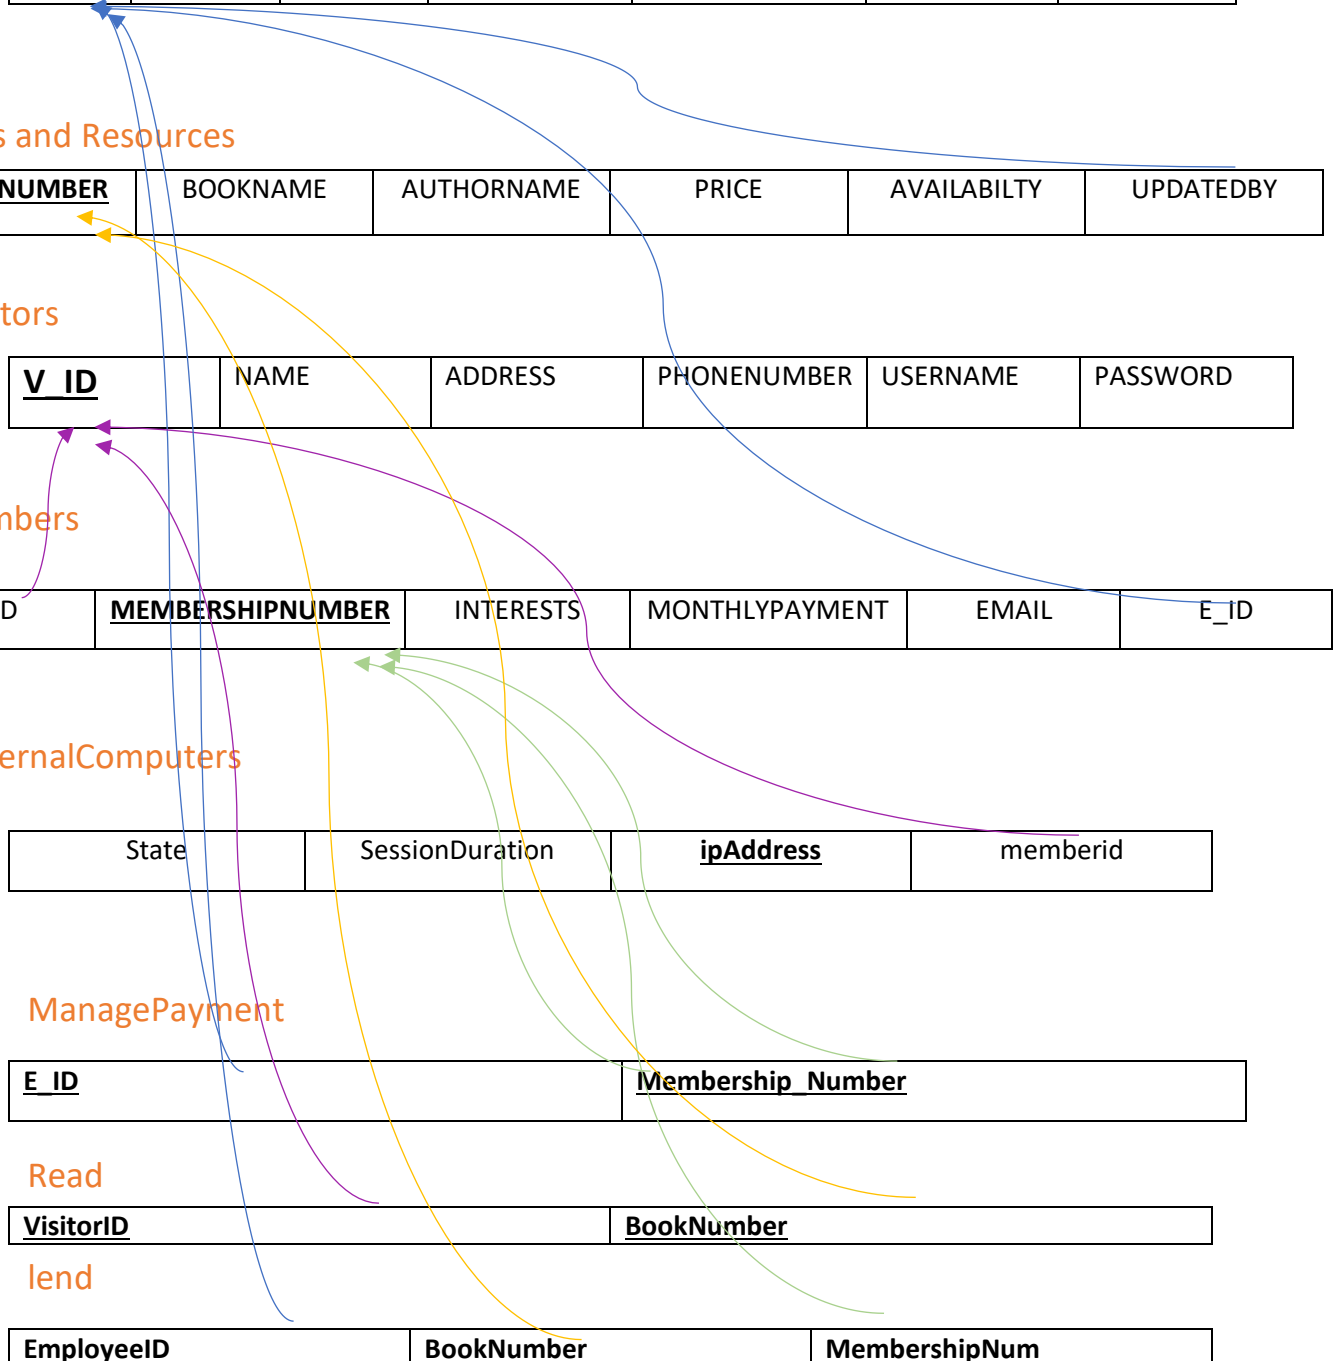 s and Resources
NUMBER BOOKNAME AUTHORNAME PRICE AVAILABILTY UPDATEDBY
tors
V_ID NAME ADDRESS PHONENUMBER USERNAME PASSWORD
mbers
D MEMBERSHIPNUMBER INTERESTS MONTHLYPAYMENT EMAIL E_ID
ernalComputers
State SessionDuration ipAddress memberid
ManagePayment
E_ID Membership_Number
Read
VisitorID BookNumber
lend
EmployeeID BookNumber MembershipNum